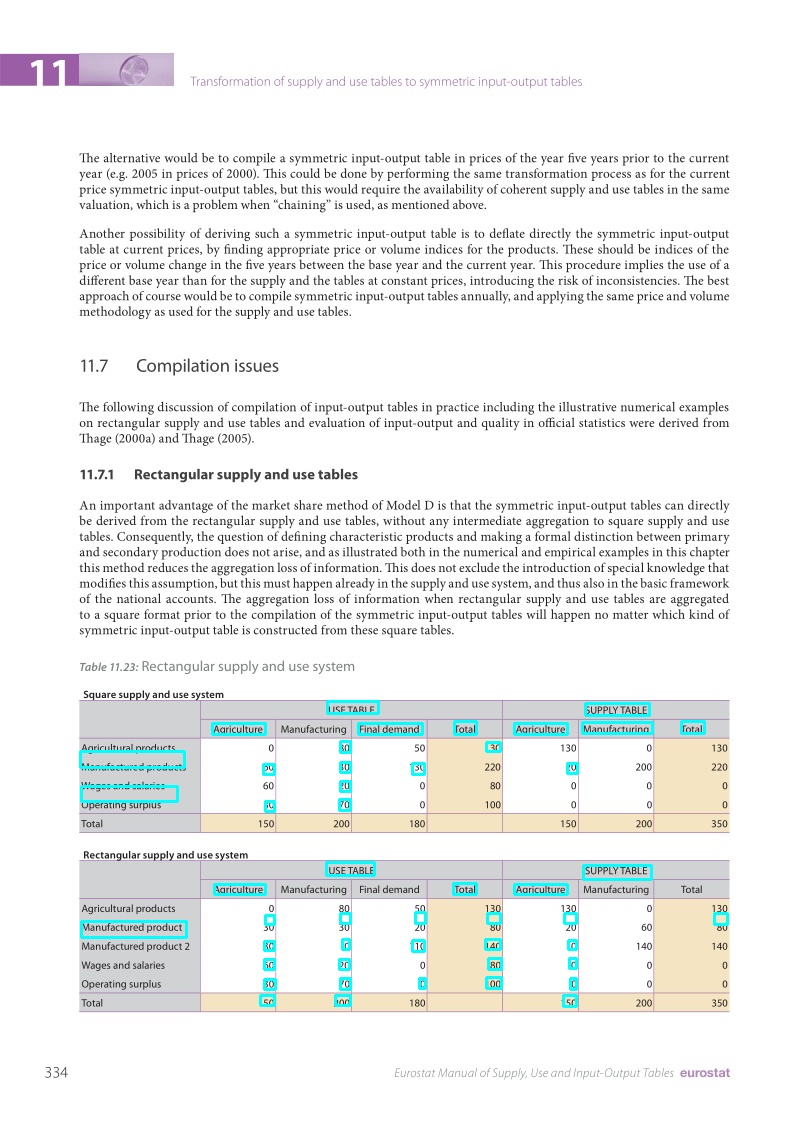 11
Transformation of supply and use tables to symmetric input-output tables
The alternative would be to compile a symmetric input-output table in prices of the year five years prior to the current
year (e.g. 2005 in prices of 2000). This could be done by performing the same transformation process as for the current
price symmetric input-output tables, but this would require the availability of coherent supply and use tables in the same
valuation, which is a problem when “chaining” is used, as mentioned above.
Another possibility of deriving such a symmetric input-output table is to deflate directly the symmetric input-output
table at current prices, by finding appropriate price or volume indices for the products. These should be indices of the
price or volume change in the five years between the base year and the current year. This procedure implies the use of a
different base year than for the supply and the tables at constant prices, introducing the risk of inconsistencies. The best
approach of course would be to compile symmetric input-output tables annually, and applying the same price and volume
methodology as used for the supply and use tables.
11.7 Compilation issues
The following discussion of compilation of input-output tables in practice including the illustrative numerical examples
on rectangular supply and use tables and evaluation of input-output and quality in official statistics were derived from
Thage (2000a) and Thage (2005).
11.7.1 Rectangular supply and use tables
An important advantage of the market share method of Model D is that the symmetric input-output tables can directly
be derived from the rectangular supply and use tables, without any intermediate aggregation to square supply and use
tables. Consequently, the question of defining characteristic products and making a formal distinction between primary
and secondary production does not arise, and as illustrated both in the numerical and empirical examples in this chapter
this method reduces the aggregation loss of information. This does not exclude the introduction of special knowledge that
modifies this assumption, but this must happen already in the supply and use system, and thus also in the basic framework
of the national accounts. The aggregation loss of information when rectangular supply and use tables are aggregated
to a square format prior to the compilation of the symmetric input-output tables will happen no matter which kind of
symmetric input-output table is constructed from these square tables.
Table 11.23: Rectangular supply and use system
Square supply and use system
USE TABLE SUPPLY TABLE
Agriculture Manufacturing Final demand Total Agriculture Manufacturing Total
Agricultural products 0 50 130 0 130
Manufactured products 220 200 220
Wages and salaries 60 20 0 80 0 0 0
Operating surplus 70 0 100 0 0 0
Total 150 200 180 150 200 350
Rectangular supply and use system
USE TABLE SUPPLY TABLE
Agriculture Manufacturing Final demand Total Agriculture Manufacturing Total
Agricultural products 0 80 50 130 130 0 130
Manufactured product 30 30 20 80 20 60 80
Manufactured product 2 140 0 140 140
Wages and salaries 20 0 80 0 0 0
Operating surplus 70 0 0 0 0
Total 180 200 350
334
Eurostat Manual of Supply, Use and Input-Output Tables eurostat